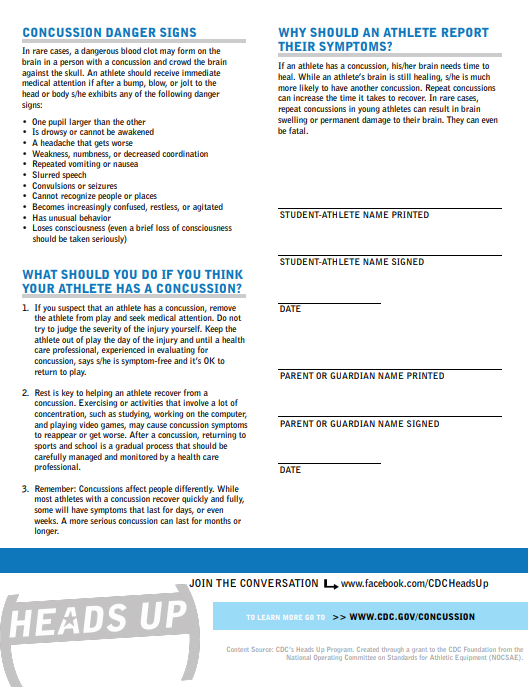 CONCUSSION DANGER SIGNS
In rare cases, a dangerous blood clot may form on the
brain in a person with a concussion and crowd the brain
against the skull. An athlete should receive immediate
medical attention if after a bump, blow, or jolt to the
head or body s/he exhibits any of the following danger
signs:
• One pupil larger than the other
• Is drowsy or cannot be awakened
• A headache that gets worse
• Weakness, numbness, or decreased coordination
• Repeated vomiting or nausea
• Slurred speech
• Convulsions or seizures
• Cannot recognize people or places
• Becomes increasingly confused, restless, or agitated
• Has unusual behavior
• Loses consciousness (even a brief loss of consciousness
should be taken seriously)
WHAT SHOULD YOU DO IF YOU THINK
YOUR ATHLETE HAS A CONCUSSION?
1. If you suspect that an athlete has a concussion, remove
the athlete from play and seek medical attention. Do not
try to judge the severity of the injury yourself. Keep the
athlete out of play the day of the injury and until a health
care professional, experienced in evaluating for
concussion, says s/he is symptom-free and it's OK to
return to play.
2. Rest is key to helping an athlete recover from a
concussion. Exercising or activities that involve a lot of
concentration, such as studying, working on the computer,
and playing video games, may cause concussion symptoms
to reappear or get worse. After a concussion, returning to
sports and school is a gradual process that should be
carefully managed and monitored by a health care
professional.
3. Remember: Concussions affect people differently. While
most athletes with a concussion recover quickly and fully,
some will have symptoms that last for days, or even
weeks. A more serious concussion can last for months or
longer.
WHY SHOULD AN ATHLETE REPORT
THEIR SYMPTOMS?
If an athlete has a concussion, his/her brain needs time to
heal. While an athlete's brain is still healing, s/he is much
more likely to have another concussion. Repeat concussions
can increase the time it takes to recover. In rare cases,
repeat concussions in young athletes can result in brain
swelling or permanent damage to their brain. They can even
be fatal.
STUDENT-ATHLETE NAME PRINTED
STUDENT-ATHLETE NAME SIGNED
DATE
PARENT OR GUARDIAN NAME PRINTED
PARENT OR GUARDIAN NAME SIGNED
DATE
JOIN THE CONVERSATION www.facebook.com/CDCHeadsUp
HEADS UP
TO LEARN MORE GO TO >> WWW.CDC.GOV/CONCUSSION
Content Source: CDC's Heads Up Program. Created through a grant to the CDC Foundation from the
National Operating Committee on Standards for Athletic Equipment (NOCSAE).